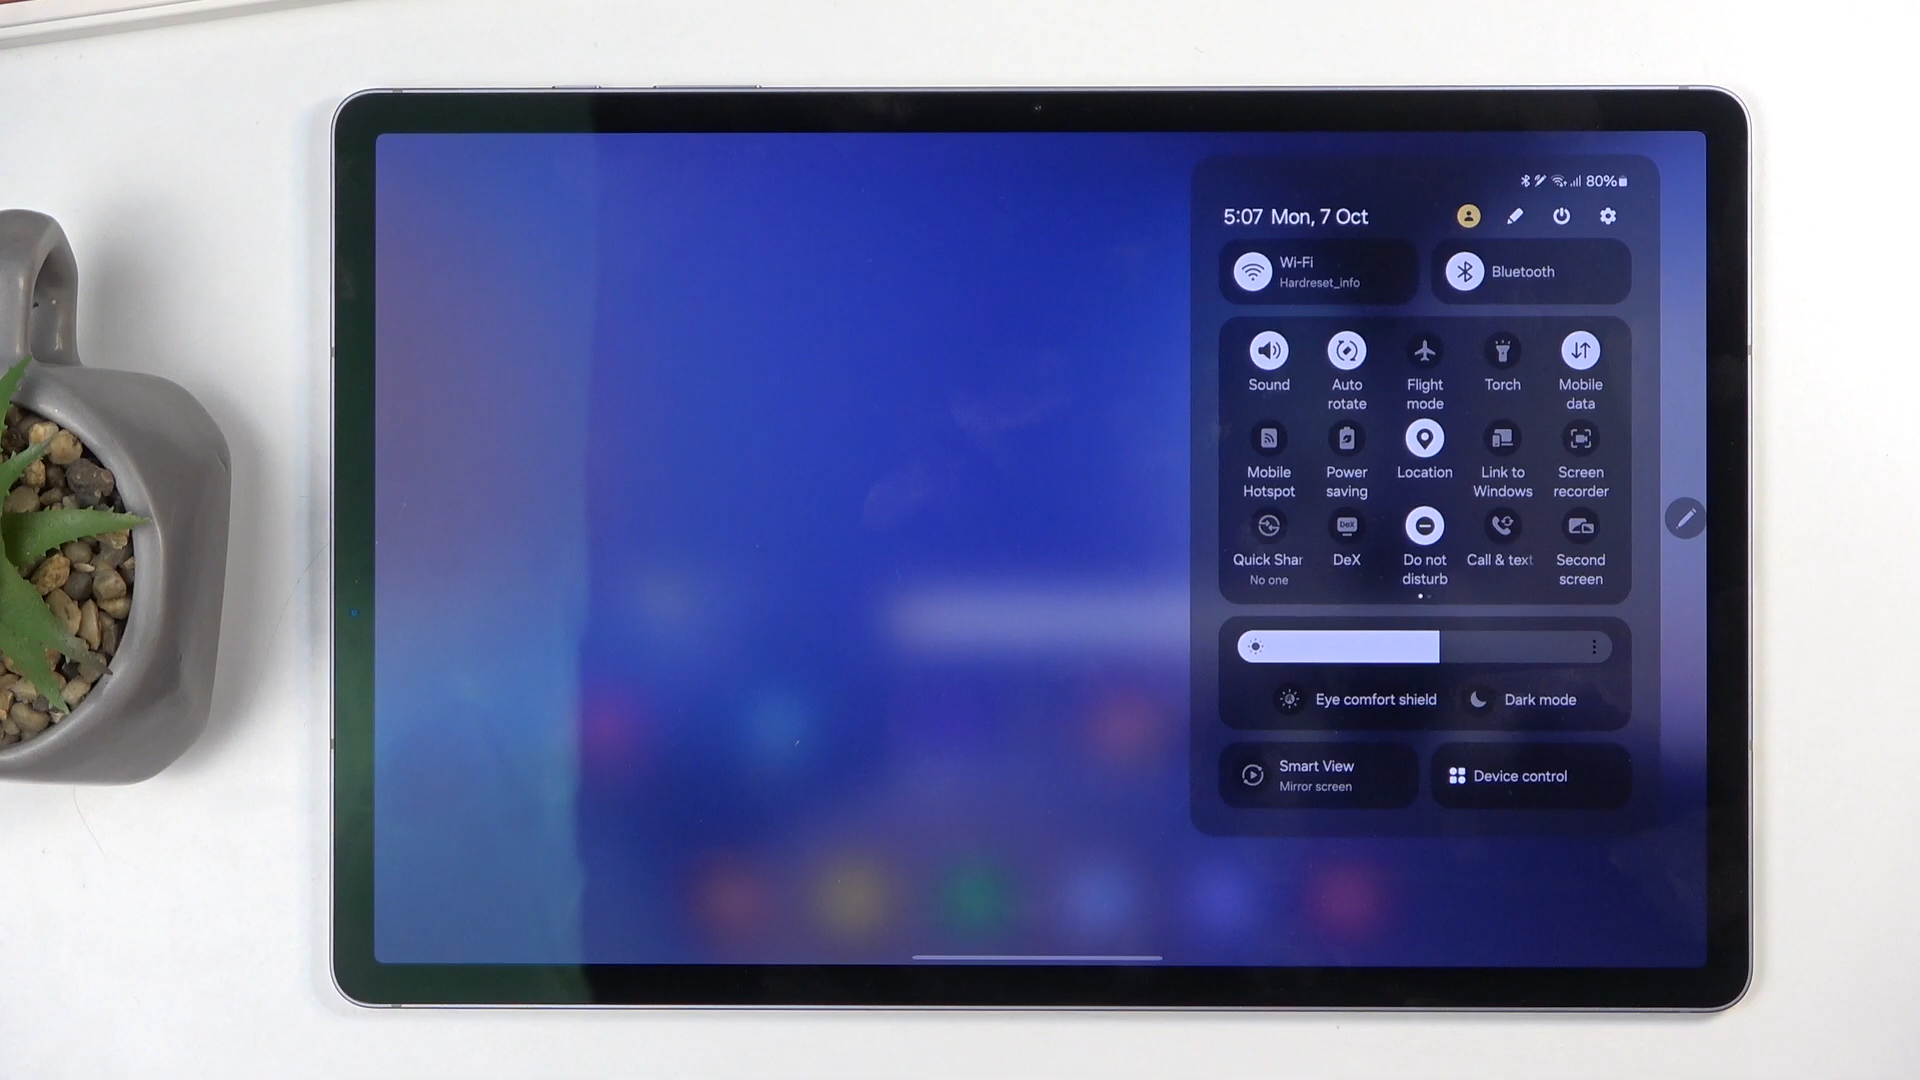 80%
5:07 Mon, 7 Oct
Wi-Fi
Hardreset_info
Bluetooth
Sound
Auto
rotate
Flight
mode
Torch
Mobile
data
Mobile
Hotspot
Power
saving
Location
Link to
Windows
Screen
recorder
Quick Shar
No one
DeX
DeX
Do not
disturb
Call & text
Second
screen
Eye comfort shield
Dark mode
Smart View
Mirror screen
Device control